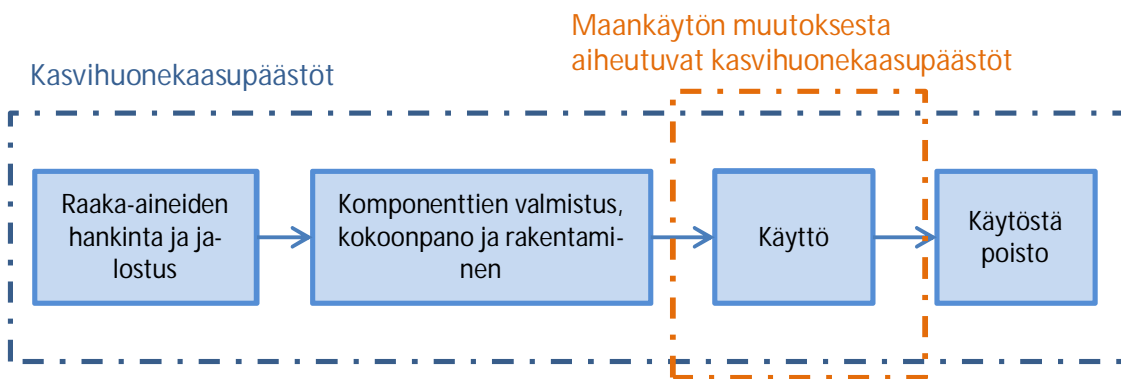 Maankäytön muutoksesta
aiheutuvat kasvihuonekaasupäästöt
Kasvihuonekaasupäästöt
Raaka-aineiden
hankinta ja ja-
lostus
Komponenttien valmistus,
kokoonpano ja rakentami-
nen
Käyttö
Käytöstä
poisto